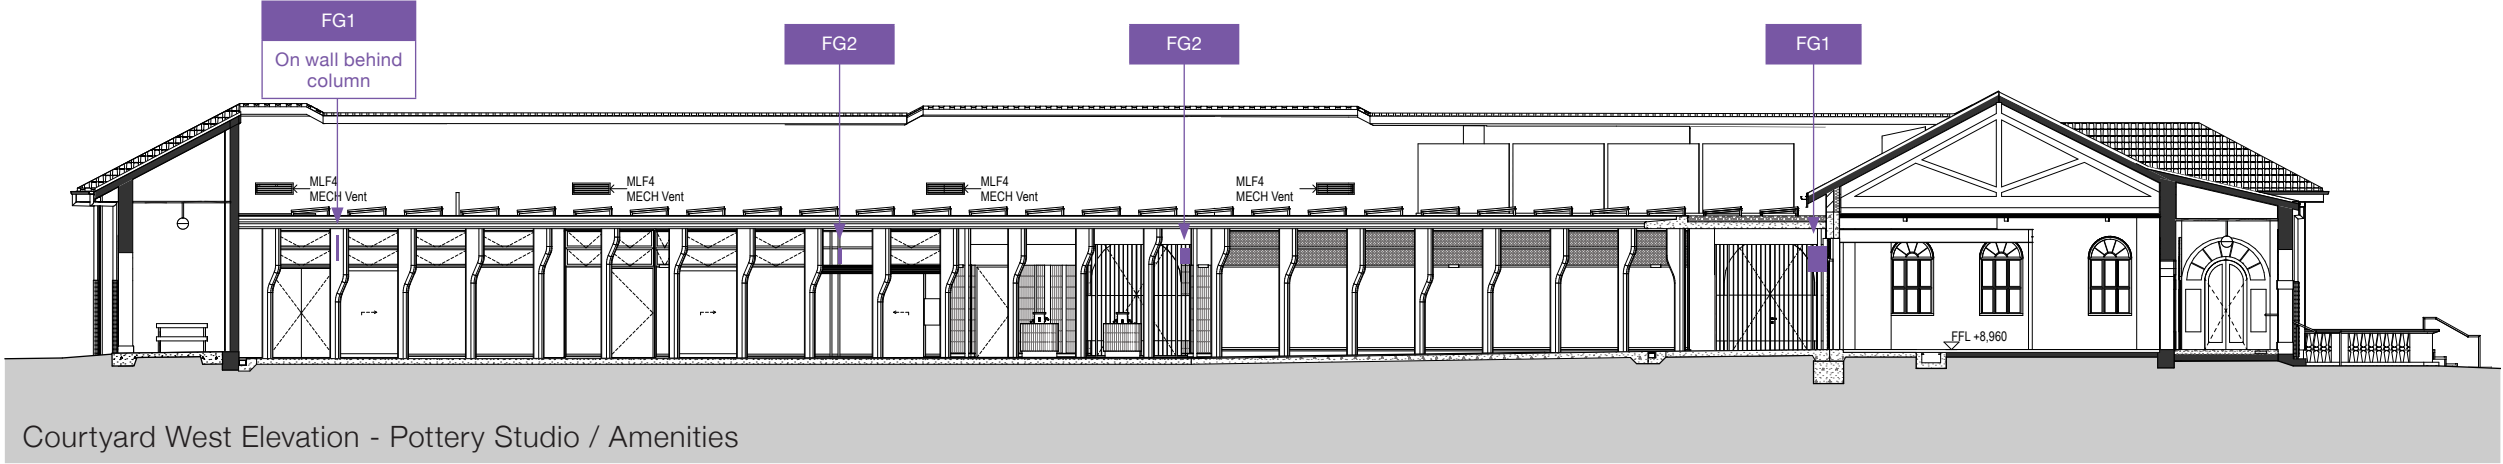 FG1
On wall behind
column
FG2
FG2
FG1
MLF4
MECH Vent
MLF4
MECH Vent
MLF4
MECH Vent
MLF4
MECH Vent
FFL +8,960
Courtyard West Elevation - Pottery Studio / Amenities